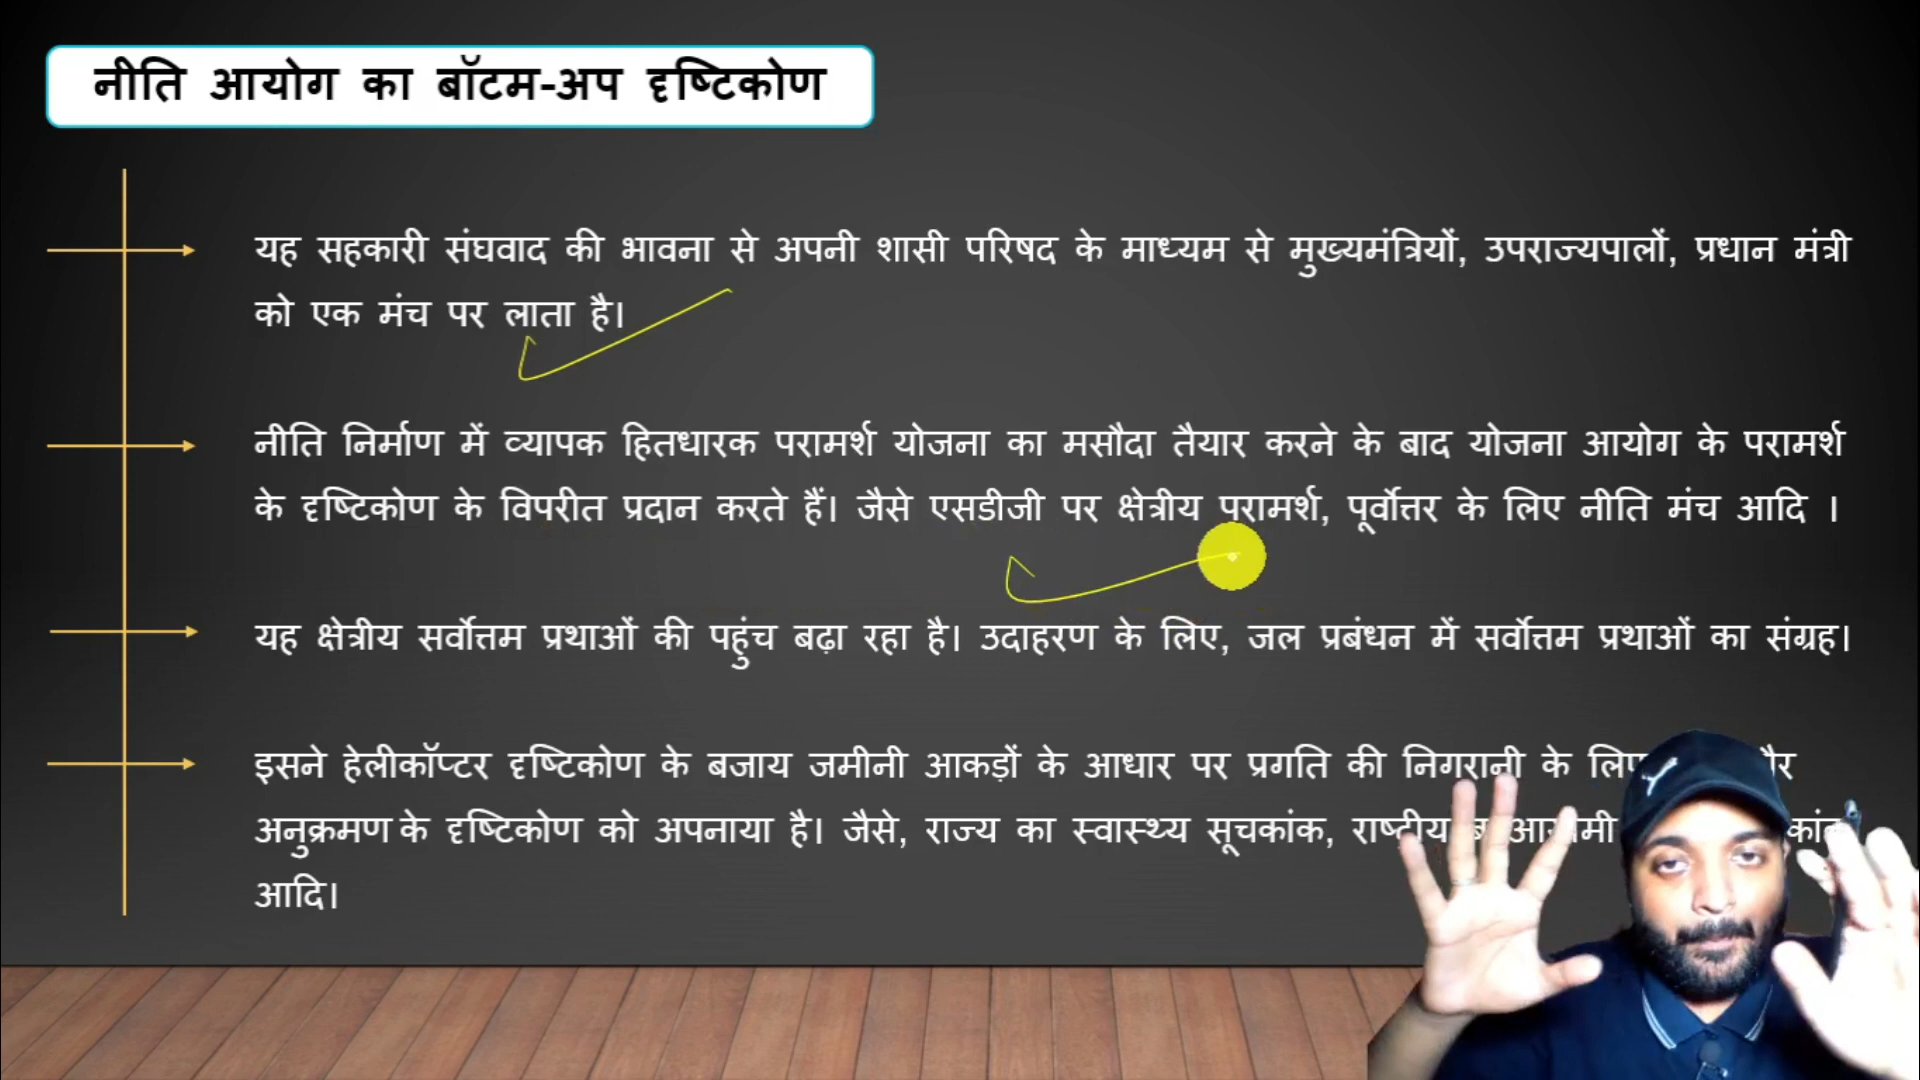 नीति आयोग का बॉटम-अप दृष्टिकोण
यह सहकारी संघवाद की भावना से अपनी शासी परिषद के माध्यम से मुख्यमंत्रियों, उपराज्यपालों, प्रधान मंत्री
को एक मंच पर लाता है।
नीति निर्माण में व्यापक हितधारक परामर्श योजना का मसौदा तैयार करने के बाद योजना आयोग के परामर्श
के दृष्टिकोण के विपरीत प्रदान करते हैं। जैसे एसडीजी पर क्षेत्रीय परामर्श, पूर्वोत्तर के लिए नीति मंच आदि ।
यह क्षेत्रीय सर्वोत्तम प्रथाओं की पहुंच बढ़ा रहा है। उदाहरण के लिए, जल प्रबंधन में सर्वोत्तम प्रथाओं का संग्रह।
इसने हेलीकॉप्टर दृष्टिकोण के बजाय जमीनी आकड़ों के आधार पर प्रगति की निगरानी के
अनुक्रमण के दृष्टिकोण को अपनाया है। जैसे, राज्य का स्वास्थ्य सूचकांक, राष्ट्रीय
आदि।